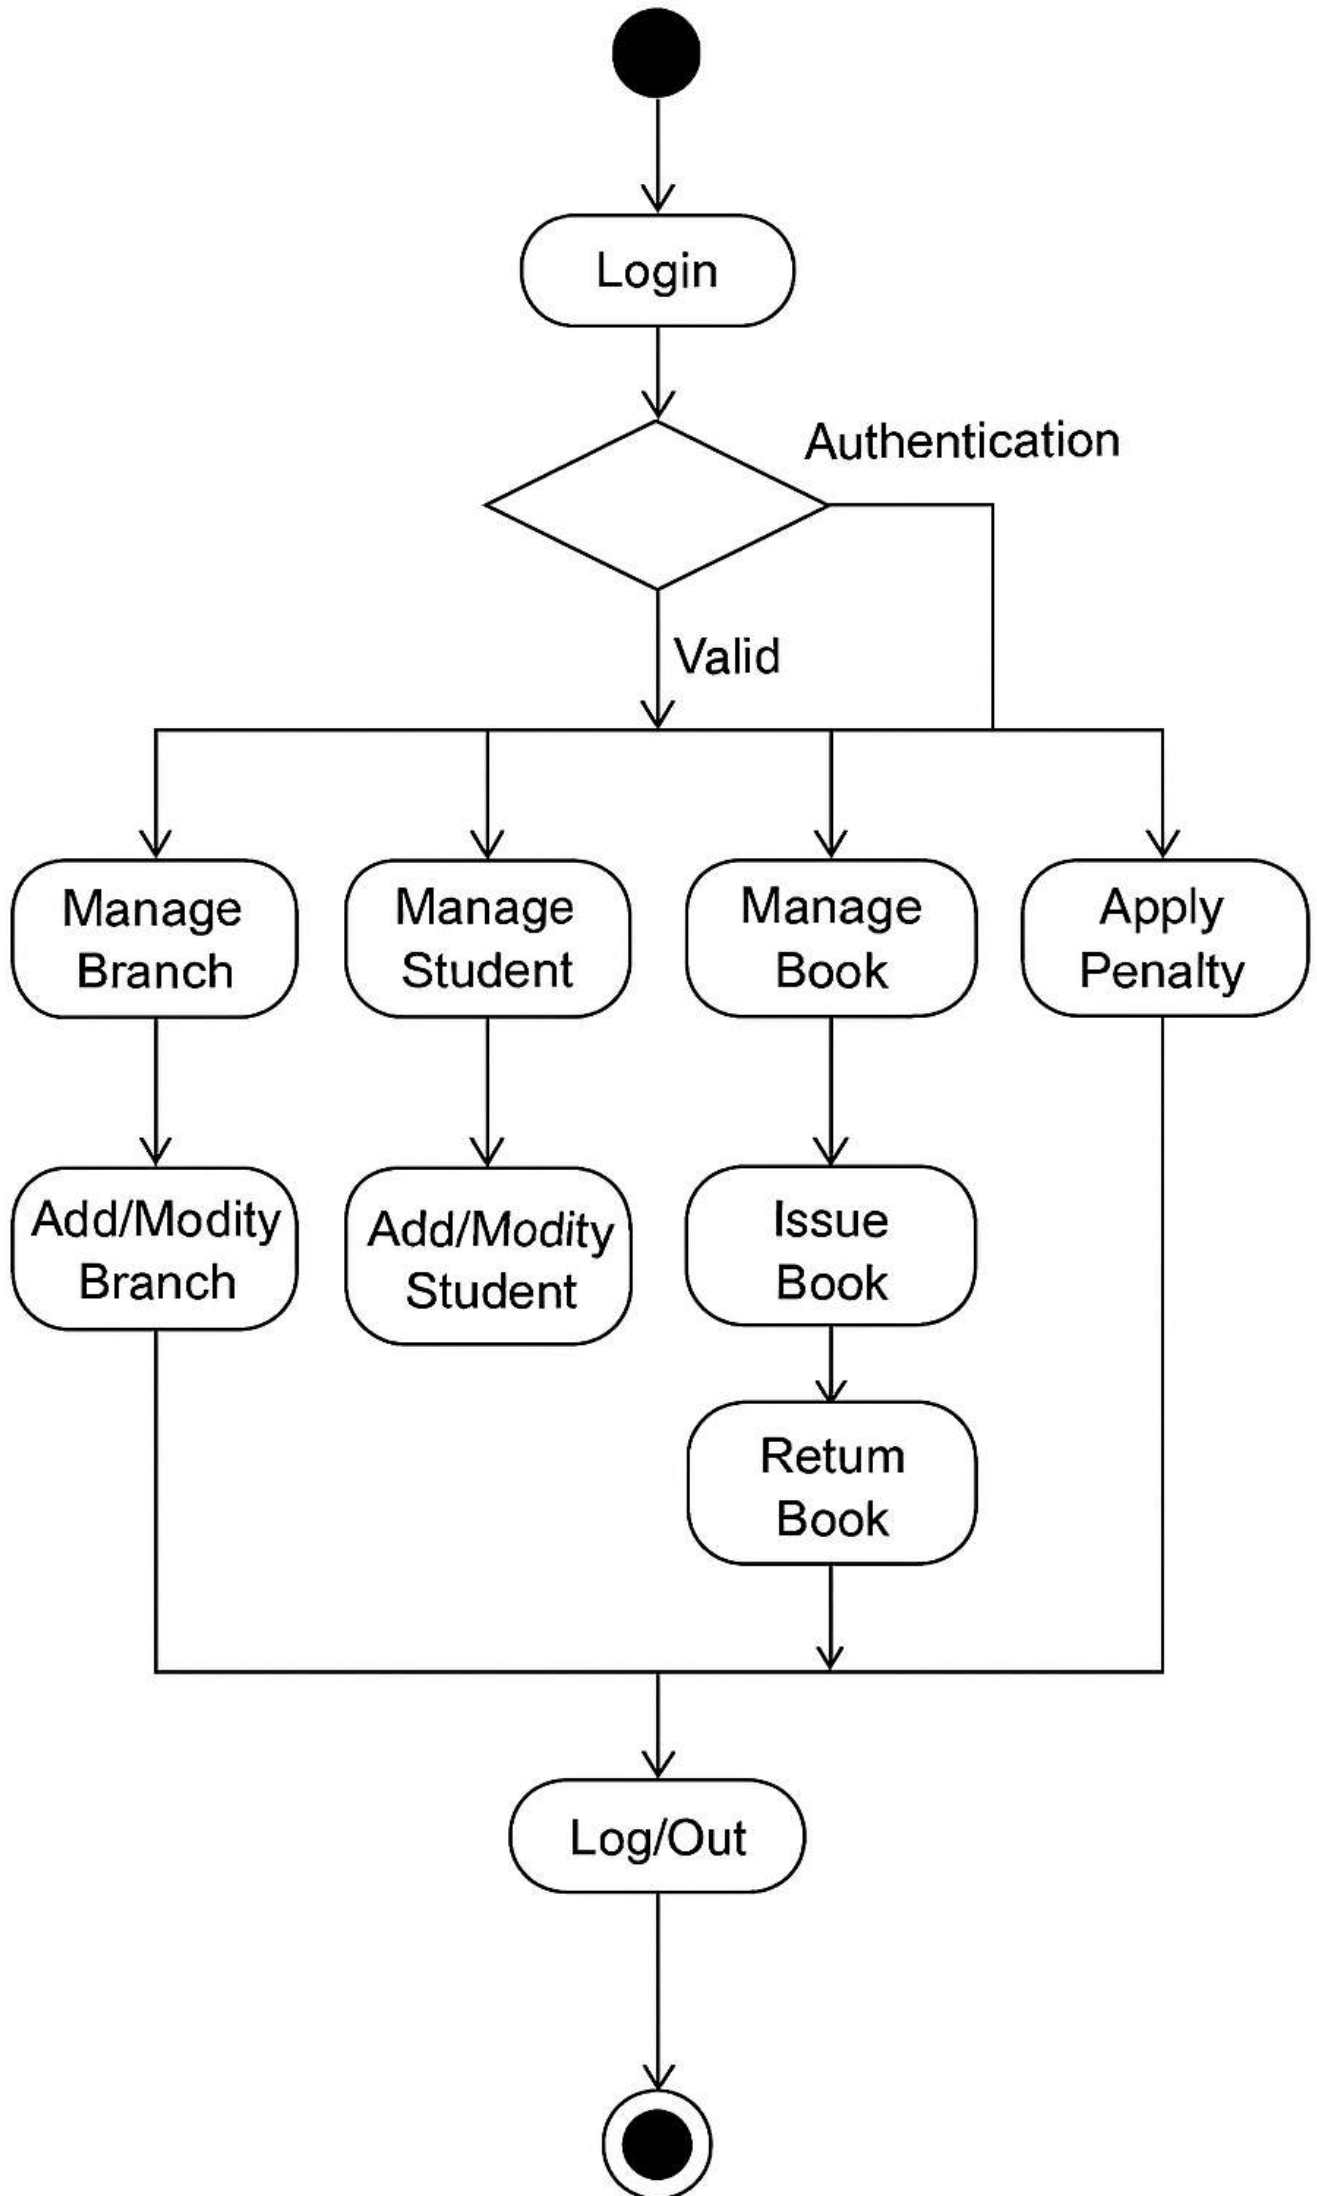 Login
Authentication
Valid
Manage
Branch
Manage
Student
Manage
Book
Apply
Penalty
Add/Modity
Branch
Add/Modity
Student
Issue
Book
Retum
Book
Log/Out